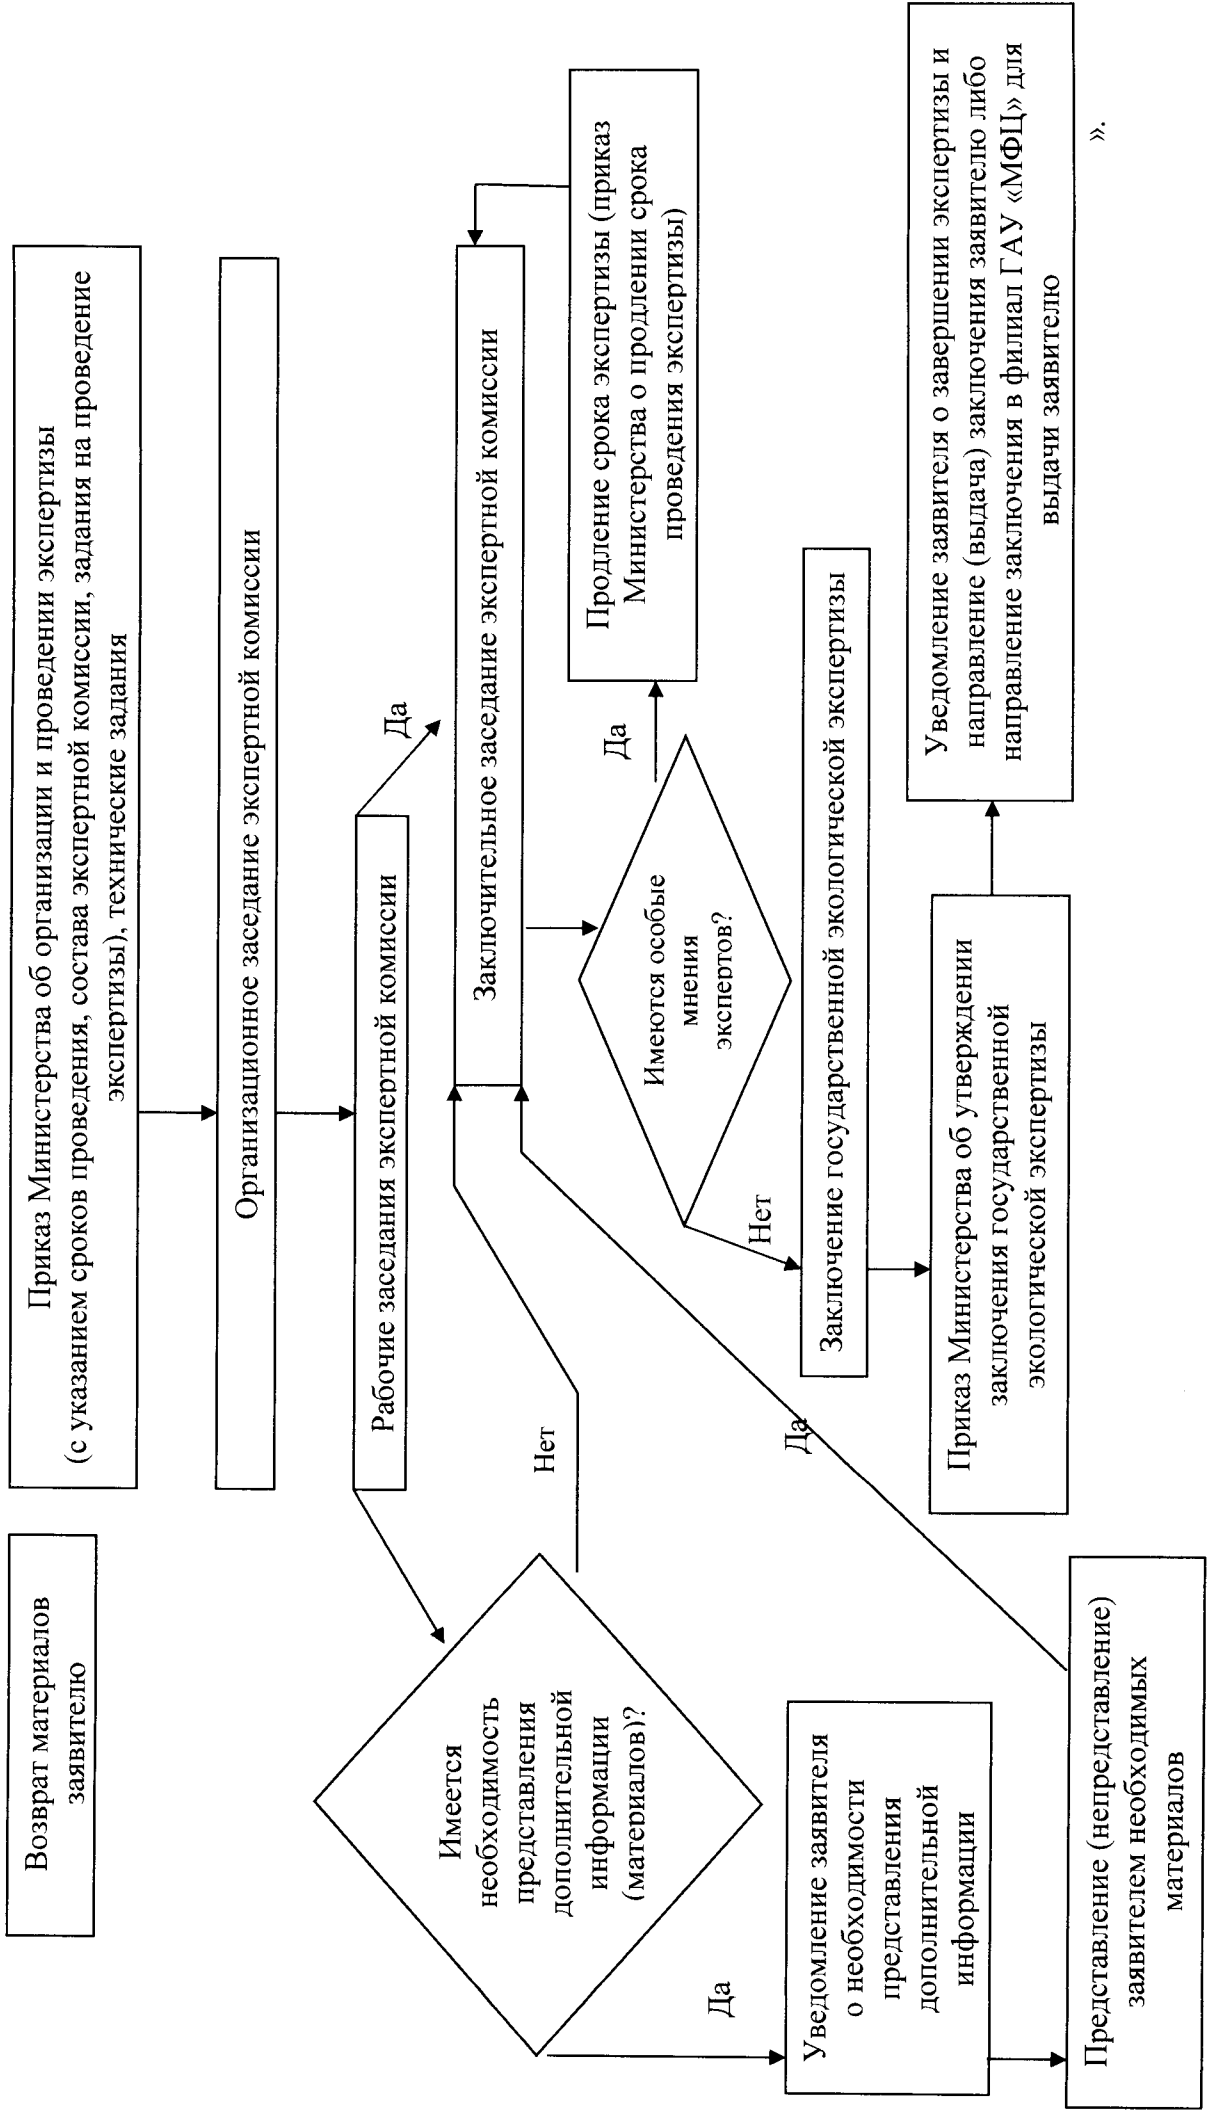 Возврат материалов
заявителю
Приказ Министерства об организации и проведении экспертизы
(с указанием сроков проведения, состава экспертной комиссии, задания на проведение
экспертизы), технические задания
Организационное заседание экспертной комиссии
Рабочие заседания экспертной комиссии
Да
Имеется
необходимость
представления
дополнительной
информации
(материалов)?
Нет
Заключительное заседание экспертной комиссии
Продление срока экспертизы (приказ
Министерства о продлении срока
проведения экспертизы)
Да
Имеются особые
мнения
экспертов?
Нет
Да
Да
Уведомление заявителя
о необходимости
представления
дополнительной
информации
Заключение государственной экологической экспертизы
Приказ Министерства об утверждении
заключения государственной
экологической экспертизы
Уведомление заявителя о завершении экспертизы и
направление (выдача) заключения заявителю либо
направление заключения в филиал ГАУ «МФЦ» для
выдачи заявителю
Представление (непредставление)
заявителем необходимых
материалов
».